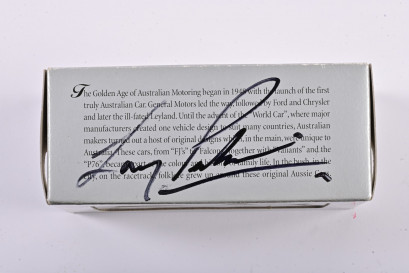 The Golden Age of Australian Motoring began in 1948 with the launch of the first
truly Australian Car. General Motors led the way, followed by Ford and Chrysler
and later the ill-fated Leyland. Until the advent of the "World Car", where major
manufacturers created one vehicle design to suit many countries, Australian
makers turned out a host of original designs which, in the main, were unique to
Australia. These cars, from "FJ's" to Falcons together with "Valiants" and the
"P76", became part of the colour and family life. In the bush, in the
city, on the racetrack, folklore grew up around these original Aussie